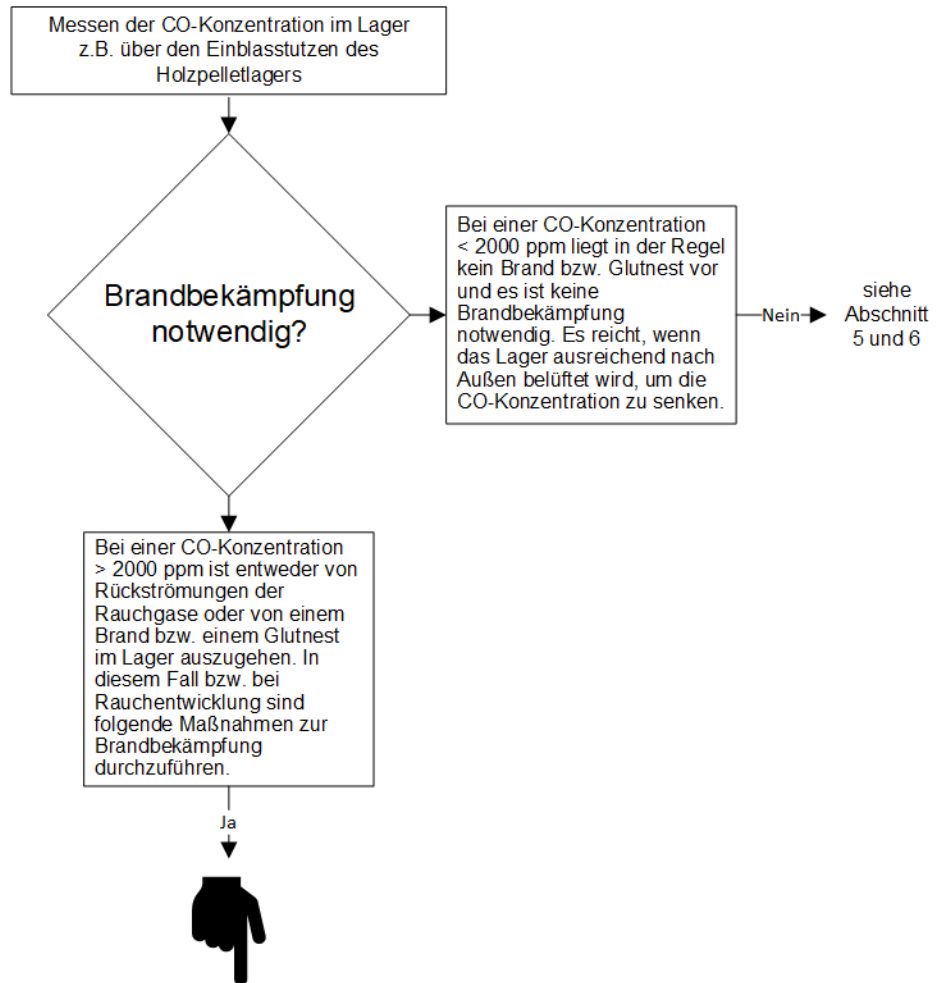 Messen der CO-Konzentration im Lager
z.B. über den Einblasstutzen des
Holzpelletlagers
Brandbekämpfung
notwendig?
Bei einer CO-Konzentration
< 2000 ppm liegt in der Regel
kein Brand bzw. Glutnest vor
und es ist keine
Brandbekämpfung
notwendig. Es reicht, wenn
das Lager ausreichend nach
Außen belüftet wird, um die
CO-Konzentration zu senken.
Nein
siehe
Abschnitt
5 und 6
Bei einer CO-Konzentration
> 2000 ppm ist entweder von
Rückströmungen der
Rauchgase oder von einem
Brand bzw. einem Glutnest
im Lager auszugehen. In
diesem Fall bzw. bei
Rauchentwicklung sind
folgende Maßnahmen zur
Brandbekämpfung
durchzuführen.
Ja